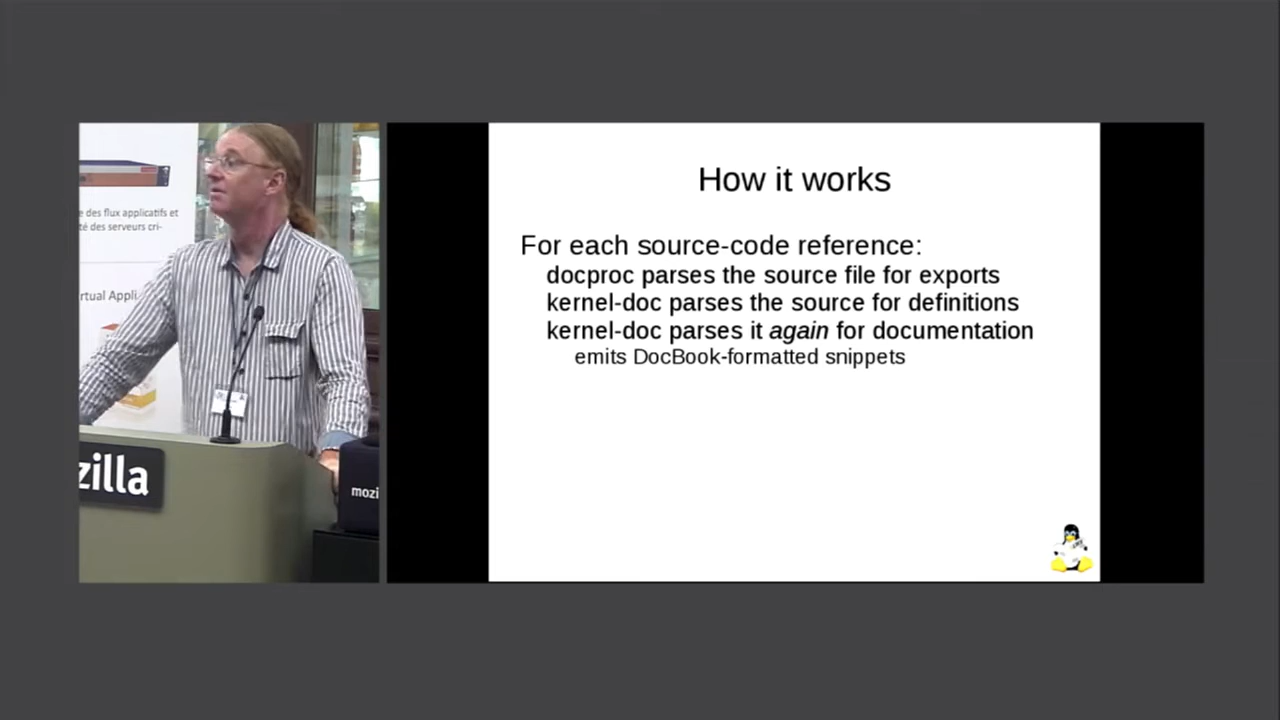 e des flux applicatifs et
té des serveurs cri-
rtual Appli
zilla
mozi
How it works
For each source-code reference:
docproc parses the source file for exports
kernel-doc parses the source for definitions
kernel-doc parses it again for documentation
emits DocBook-formatted snippets